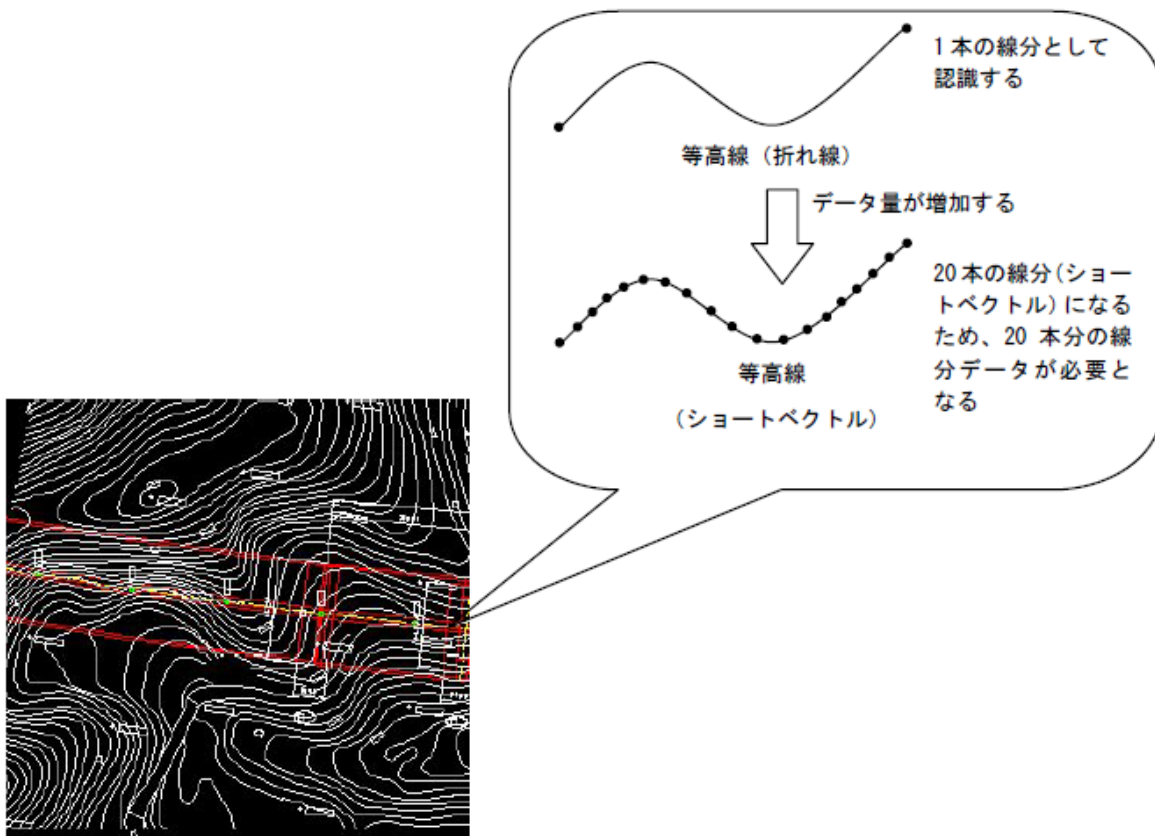 1本の線分として
認識する
等高線（折れ線）
データ量が増加する
20本の線分（ショー
トベクトル）になる
ため、20 本分の線
分データが必要と
なる
等高線
（ショートベクトル）